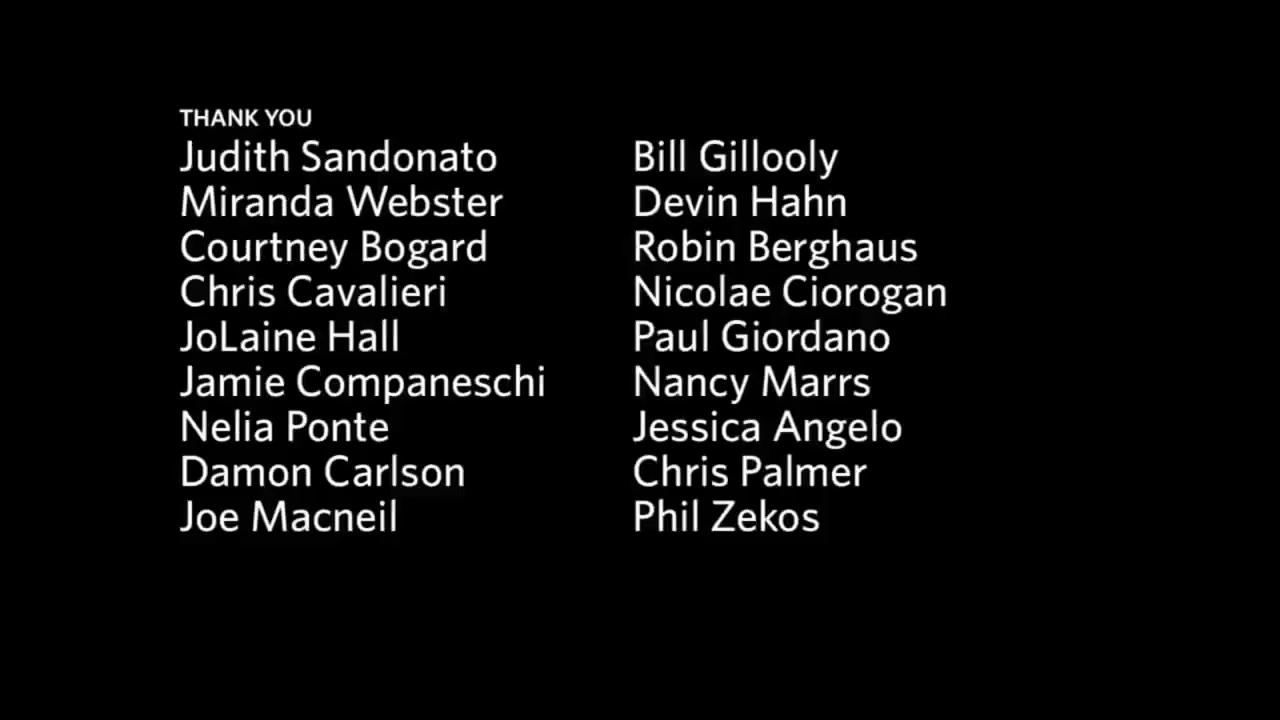 THANK YOU
Judith Sandonato
Miranda Webster
Courtney Bogard
Chris Cavalieri
JoLaine Hall
Jamie Companeschi
Nelia Ponte
Damon Carlson
Joe Macneil
Bill Gillooly
Devin Hahn
Robin Berghaus
Nicolae Ciorogan
Paul Giordano
Nancy Marrs
Jessica Angelo
Chris Palmer
Phil Zekos